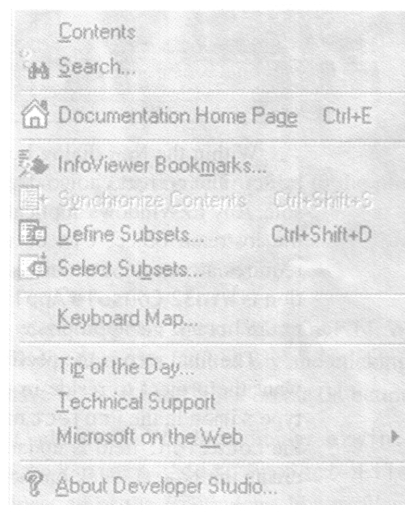 Contents
Search...
Documentation Home Page Ctrl+E
InfoViewer Bookmarks...
Synchronize Contents Ctrl+Shift+S
Define Subsets... Ctrl+Shift+D
Select Subsets...
Keyboard Map...
Tip of the Day...
Technical Support
Microsoft on the Web
About Developer Studio...